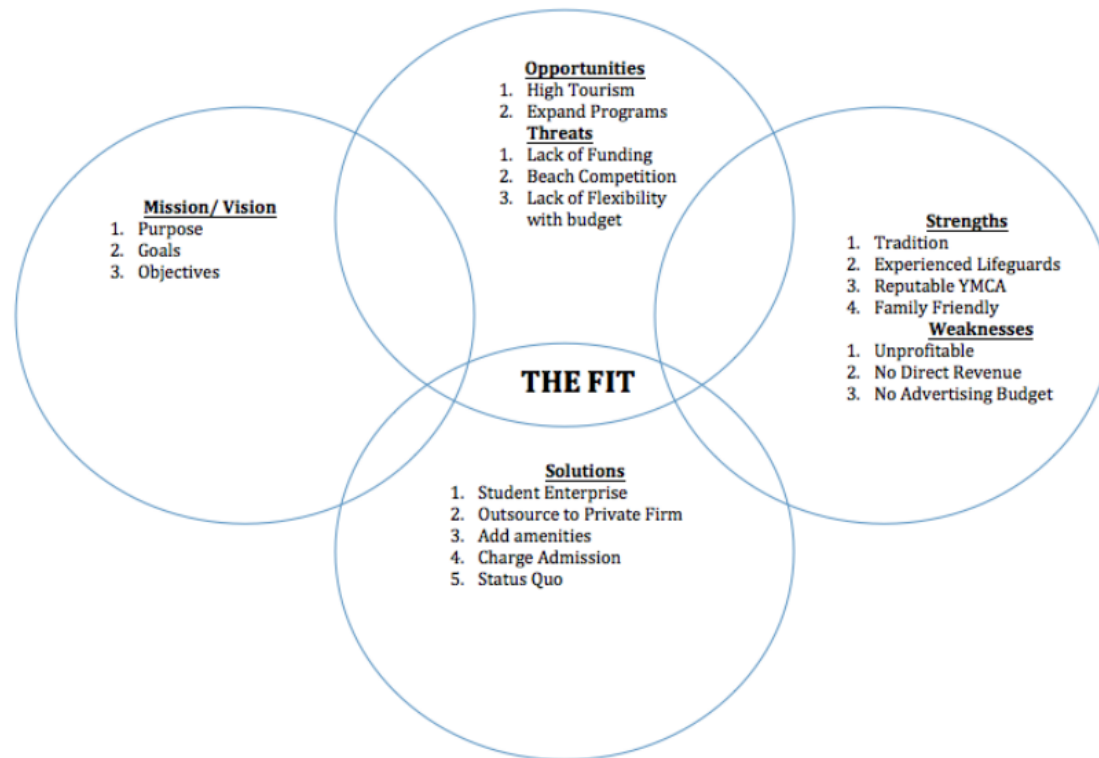 Opportunities
1. High Tourism
2. Expand Programs
Threats
1. Lack of Funding
2. Beach Competition
3. Lack of Flexibility
with budget
Mission/ Vision
1. Purpose
2. Goals
3. Objectives
Strengths
1. Tradition
2. Experienced Lifeguards
3. Reputable YMCA
4. Family Friendly
Weaknesses
1. Unprofitable
2. No Direct Revenue
3. No Advertising Budget
THE FIT
Solutions
1. Student Enterprise
2. Outsource to Private Firm
3. Add amenities
4. Charge Admission
5. Status Quo